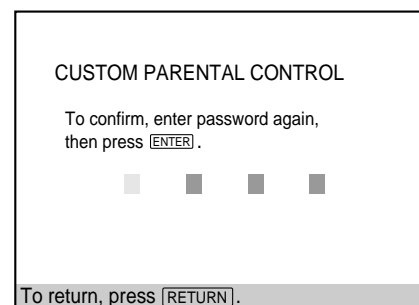 CUSTOM PARENTAL CONTROL
To confirm, enter password again,
then press ENTER.
To return, press RETURN.